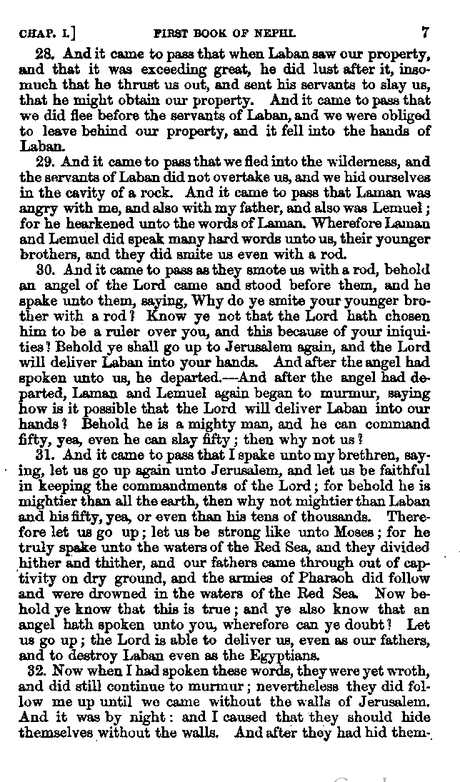 CHAP. I.] FIRST BOOK OF NEPHI. 7
28. And it came to pass that when Laban saw our property,
and that it was exceeding great, he did lust after it, inso-
much that he thrust us out, and sent his servants to slay us,
that he might obtain our property. And it came to pass that
we did flee before the servants of Laban, and we were obliged
to leave behind our property, and it fell into the hands of
Laban.
29. And it came to pass that we fled into the wilderness, and
the servants of Laban did not overtake us, and we hid ourselves
in the cavity of a rock. And it came to pass that Laman was
angry with me, and also with my father, and also was Lemuel;
for he hearkened unto the words of Laman. Wherefore Laman
and Lemuel did speak many hard words unto us, their younger
brothers, and they did smite us even with a rod.
30. And it came to pass as they smote us with a rod, behold
an angel of the Lord came and stood before them, and he
spake unto them, saying, Why do ye smite your younger bro-
ther with a rod? Know ye not that the Lord hath chosen
him to be a ruler over you, and this because of your iniqui-
ties? Behold ye shall go up to Jerusalem again, and the Lord
will deliver Laban into your hands. And after the angel had
spoken unto us, he departed.—And after the angel had de-
parted, Laman and Lemuel again began to murmur, saying
how is it possible that the Lord will deliver Laban into our
hands? Behold he is a mighty man, and he can command
fifty, yea, even he can slay fifty; then why not us?
31. And it came to pass that I spake unto my brethren, say-
ing, let us go up again unto Jerusalem, and let us be faithful
in keeping the commandments of the Lord; for behold he is
mightier than all the earth, then why not mightier than Laban
and his fifty, yea, or even than his tens of thousands. There-
fore let us go up; let us be strong like unto Moses; for he
truly spake unto the waters of the Red Sea, and they divided
hither and thither, and our fathers came through out of cap-
tivity on dry ground, and the armies of Pharaoh did follow
and were drowned in the waters of the Red Sea. Now be-
hold ye know that this is true; and ye also know that an
angel hath spoken unto you, wherefore can ye doubt? Let
us go up; the Lord is able to deliver us, even as our fathers,
and to destroy Laban even as the Egyptians.
32. Now when I had spoken these words, they were yet wroth,
and did still continue to murmur; nevertheless they did fol-
low me up until we came without the walls of Jerusalem.
And it was by night: and I caused that they should hide
themselves without the walls. And after they had hid them-